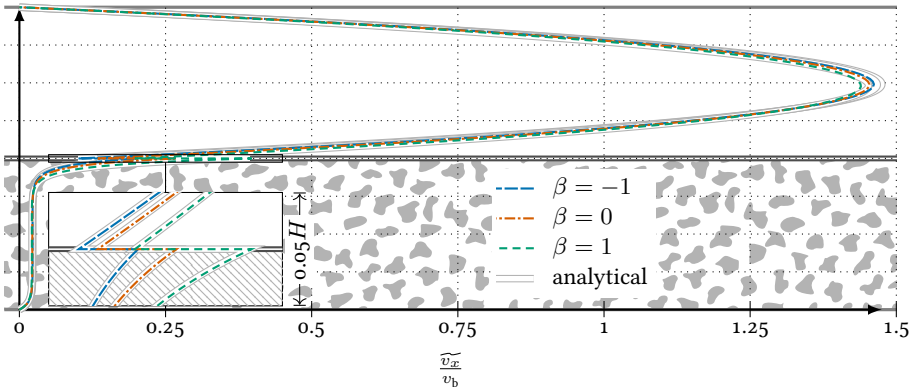 β = −1
β = 0
β = 1
analytical
0.05H
0 0.25 0.5 0.75 1 1.25 1.5
ṽₓ
v_b